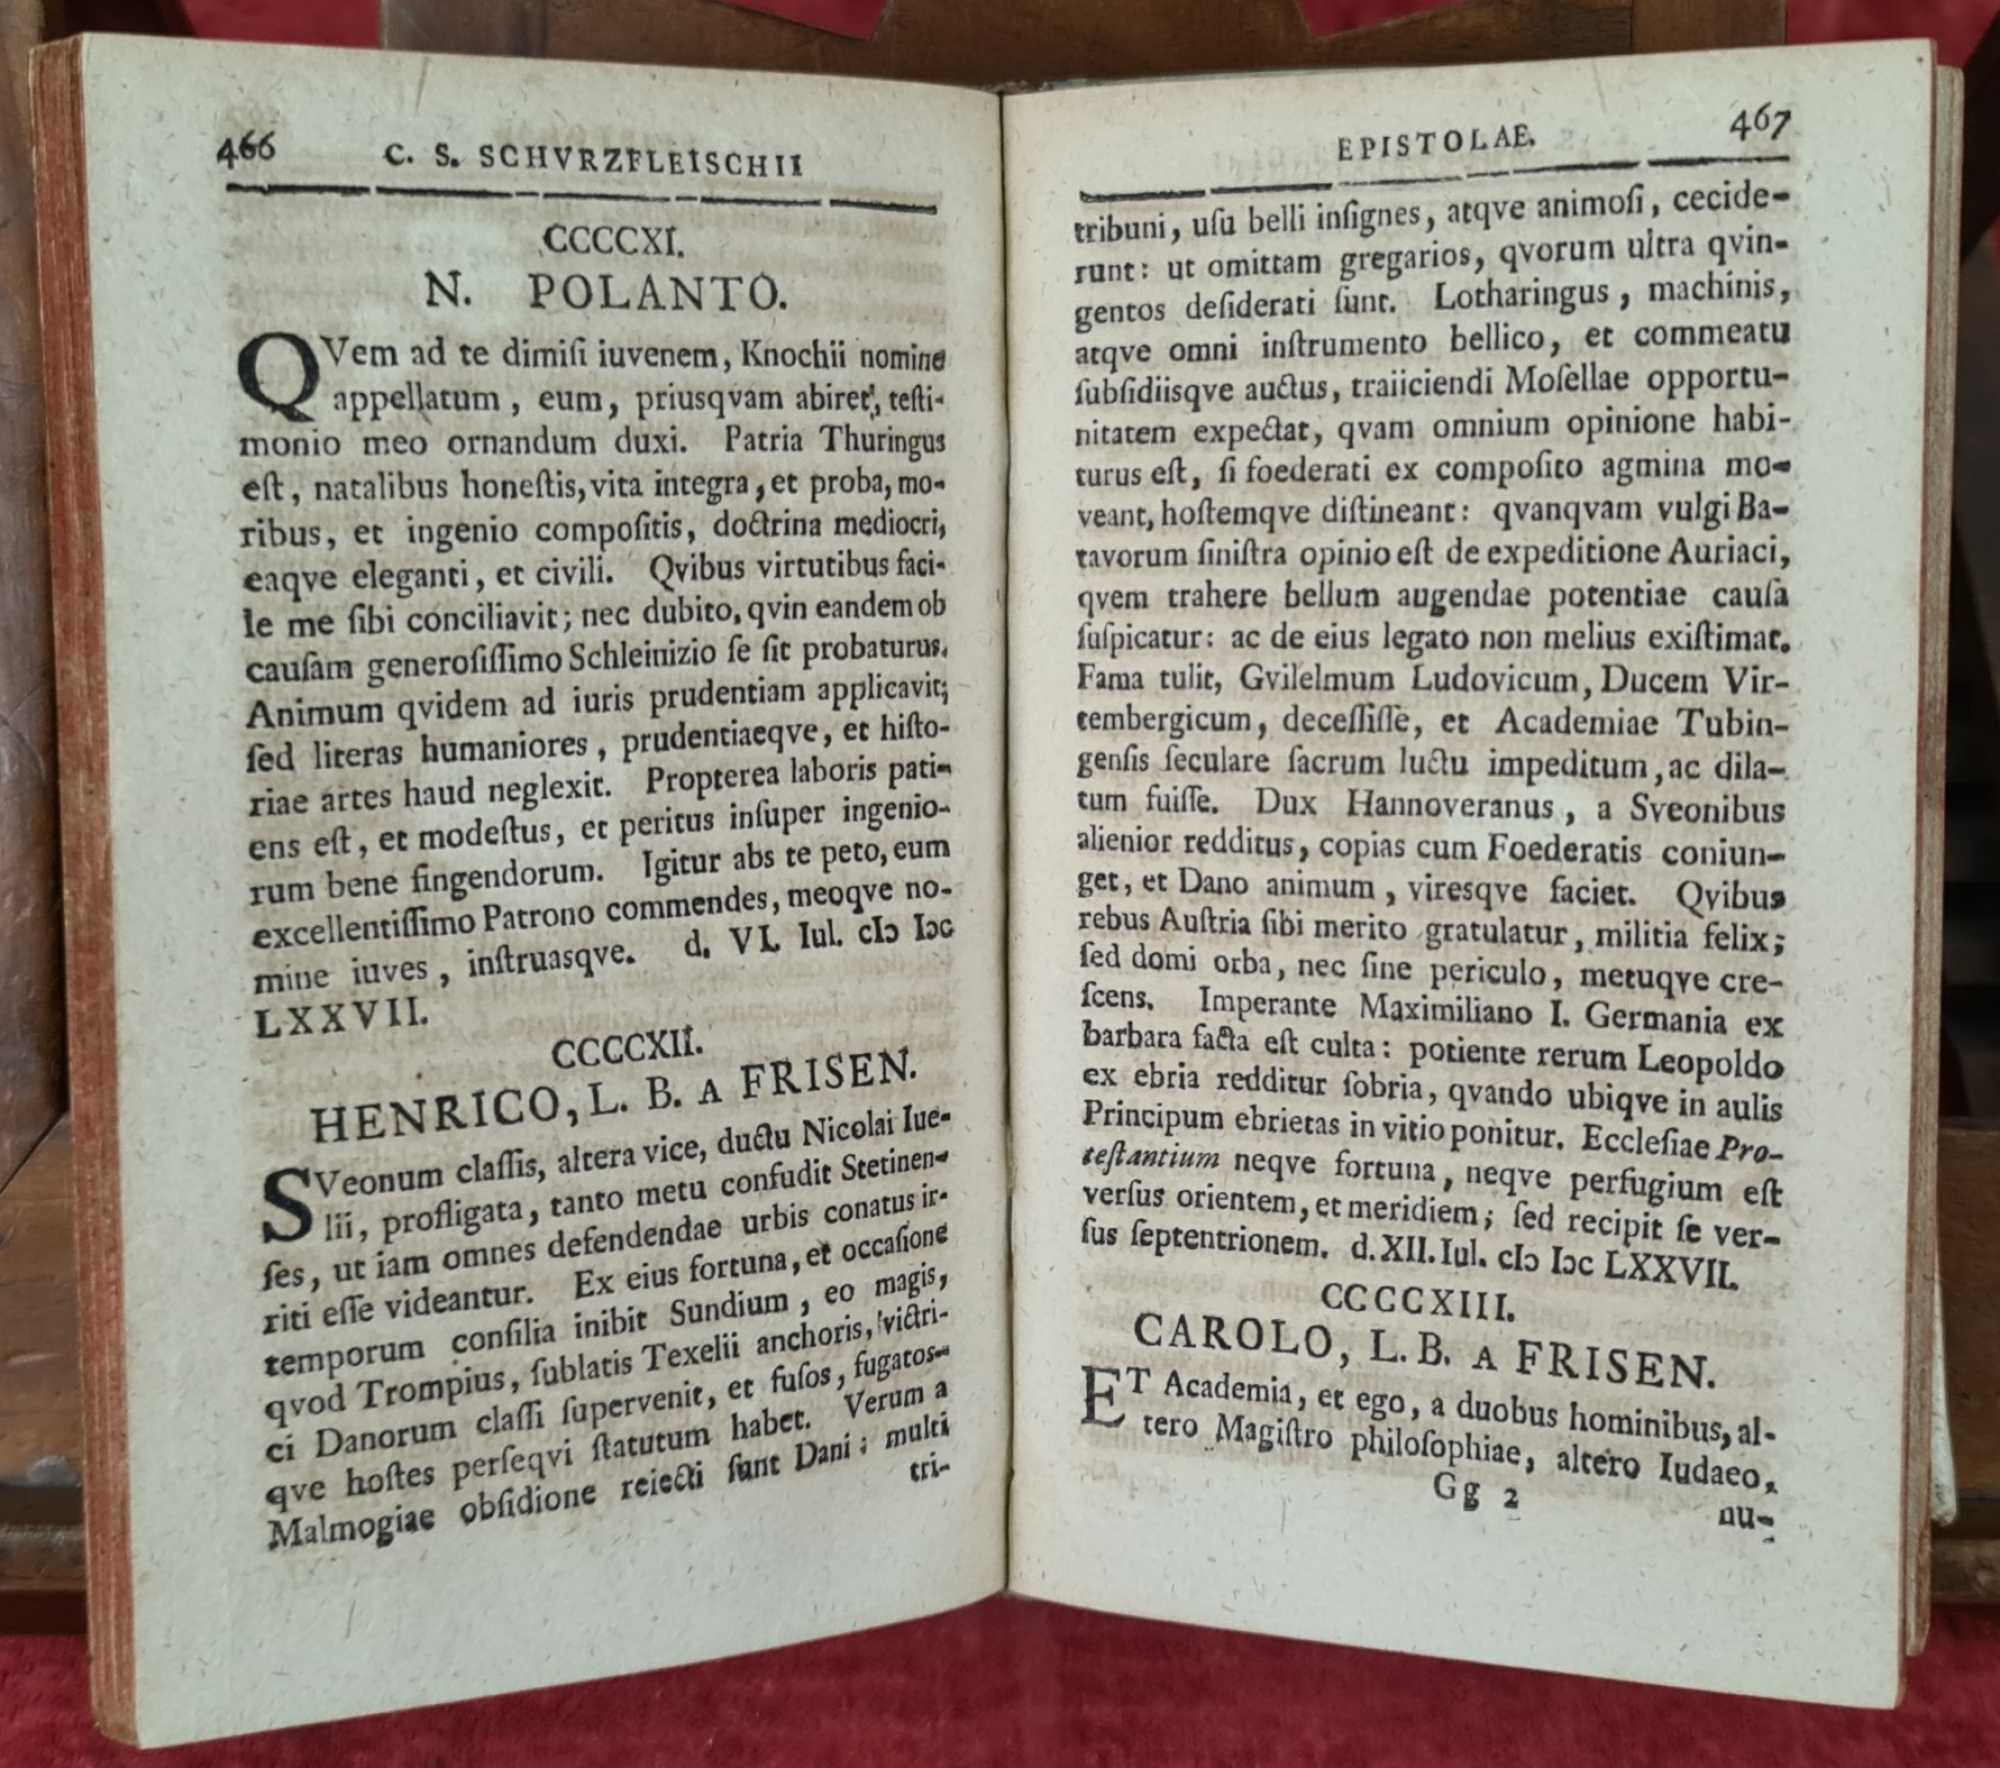 466 C. S. SCHVRZFLEISCHII
CCCCXI.
N. POLANTO.
QVem ad te dimiſi iuvenem, Knochii nomine
appellatum, eum, priusqvam abiret, teſti-
monio meo ornandum duxi. Patria Thuringus
eſt, natalibus honeſtis, vita integra, et proba, mo-
ribus, et ingenio compoſitis, doctrina mediocri,
eaqve eleganti, et civili. Qvibus virtutibus faci-
le me ſibi conciliavit; nec dubito, qvin eandem ob
cauſam generoſiſſimo Schleinizio ſe ſit probaturus.
Animum qvidem ad iuris prudentiam applicavit;
ſed literas humaniores, prudentiaeqve, et hiſto-
riae artes haud neglexit. Propterea laboris pati-
ens eſt, et modeſtus, et peritus inſuper ingenio-
rum bene fingendorum. Igitur abs te peto, eum
excellentiſſimo Patrono commendes, meoqve no-
mine iuves, inſtruasqve. d. VI. Iul. cIɔ Iɔc
LXXVII.
CCCCXII.
HENRICO, L. B. A FRISEN.
SVeonum claſſis, altera vice, ductu Nicolai Iue-
lii, profligata, tanto metu confudit Stetinen-
ſes, ut iam omnes defendendae urbis conatus ir-
riti eſſe videantur. Ex eius fortuna, et occaſione
temporum conſilia inibit Sundium, eo magis,
qvod Trompius, ſublatis Texelii anchoris, victri-
ci Danorum claſſi ſupervenit, et fuſos, fugatos-
qve hoſtes perſeqvi ſtatutum habet. Verum a
Malmogiae obſidione reiecti ſunt Dani: multi
tri-
EPISTOLAE. 467
tribuni, uſu belli inſignes, atqve animoſi, cecide-
runt: ut omittam gregarios, qvorum ultra qvin-
gentos deſiderati ſunt. Lotharingus, machinis,
atqve omni inſtrumento bellico, et commeatu
ſubſidiisqve auctus, traiiciendi Moſellae opportu-
nitatem expectat, qvam omnium opinione habi-
turus eſt, ſi foederati ex compoſito agmina mo-
veant, hoſtemqve diſtineant: qvanqvam vulgi Ba-
tavorum ſiniſtra opinio eſt de expeditione Auriaci,
qvem trahere bellum augendae potentiae cauſà
ſuſpicatur: ac de eius legato non melius exiſtimat.
Fama tulit, Gvilelmum Ludovicum, Ducem Vir-
tembergicum, deceſſiſſe, et Academiae Tubin-
genſis ſeculare ſacrum luctu impeditum, ac dila-
tum fuiſſe. Dux Hannoveranus, a Sveonibus
alienior redditus, copias cum Foederatis coniun-
get, et Dano animum, viresqve faciet. Qvibus
rebus Auſtria ſibi merito gratulatur, militia felix;
ſed domi orba, nec ſine periculo, metuqve cre-
ſcens. Imperante Maximiliano I. Germania ex
barbara facta eſt culta: potiente rerum Leopoldo
ex ebria redditur ſobria, qvando ubiqve in aulis
Principum ebrietas in vitio ponitur. Eccleſiae Pro-
teſtantium neqve fortuna, neqve perfugium eſt
verſus orientem, et meridiem; ſed recipit ſe ver-
ſus ſeptentrionem. d. XII. Iul. cIɔ Iɔc LXXVII.
CCCCXIII.
CAROLO, L. B. A FRISEN.
ET Academia, et ego, a duobus hominibus, al-
tero Magiſtro philoſophiae, altero Iudaeo,
Gg 2 nu-